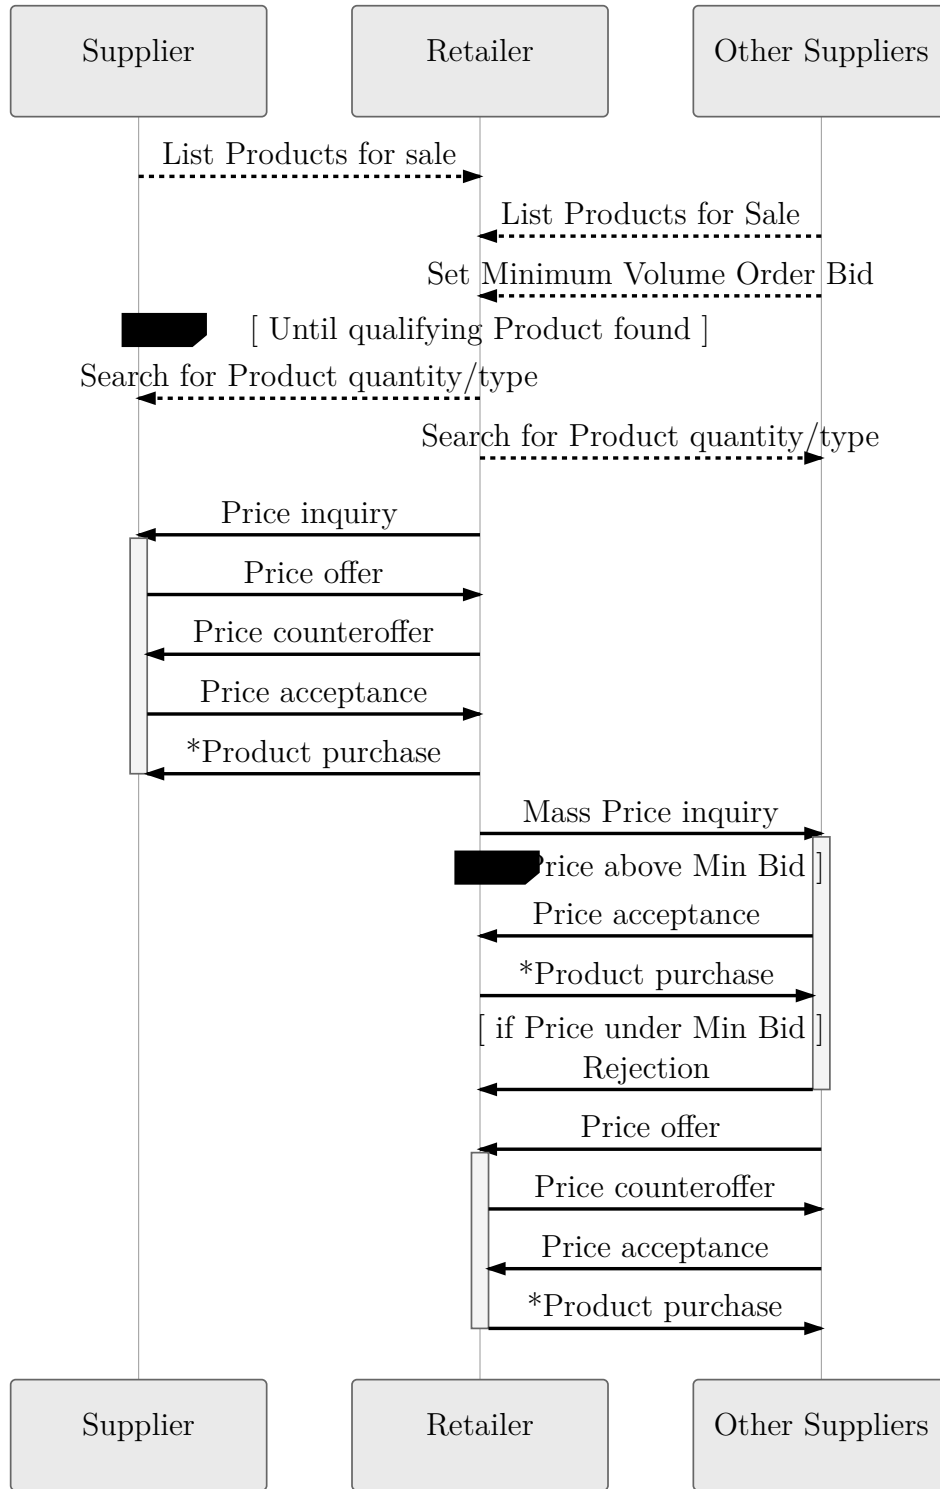 Supplier
Retailer
Other Suppliers
List Products for sale
List Products for Sale
Set Minimum Volume Order Bid
[ Until qualifying Product found ]
Search for Product quantity/type
Search for Product quantity/type
Price inquiry
Price offer
Price counteroffer
Price acceptance
*Product purchase
Mass Price inquiry
Price above Min Bid ]
Price acceptance
*Product purchase
[ if Price under Min Bid ]
Rejection
Price offer
Price counteroffer
Price acceptance
*Product purchase
Supplier
Retailer
Other Suppliers